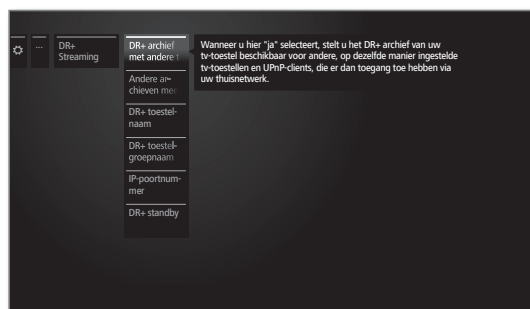 ...
DR+
Streaming
DR+ archief
met andere t
Wanneer u hier "ja" selecteert, stelt u het DR+ archief van uw
tv-toestel beschikbaar voor andere, op dezelfde manier ingestelde
tv-toestellen en UPnP-clients, die er dan toegang toe hebben via
uw thuisnetwerk.
Andere ar-
chieven mee
DR+ toestel-
naam
DR+ toestel-
groepnaam
IP-poortnum-
mer
DR+ standby